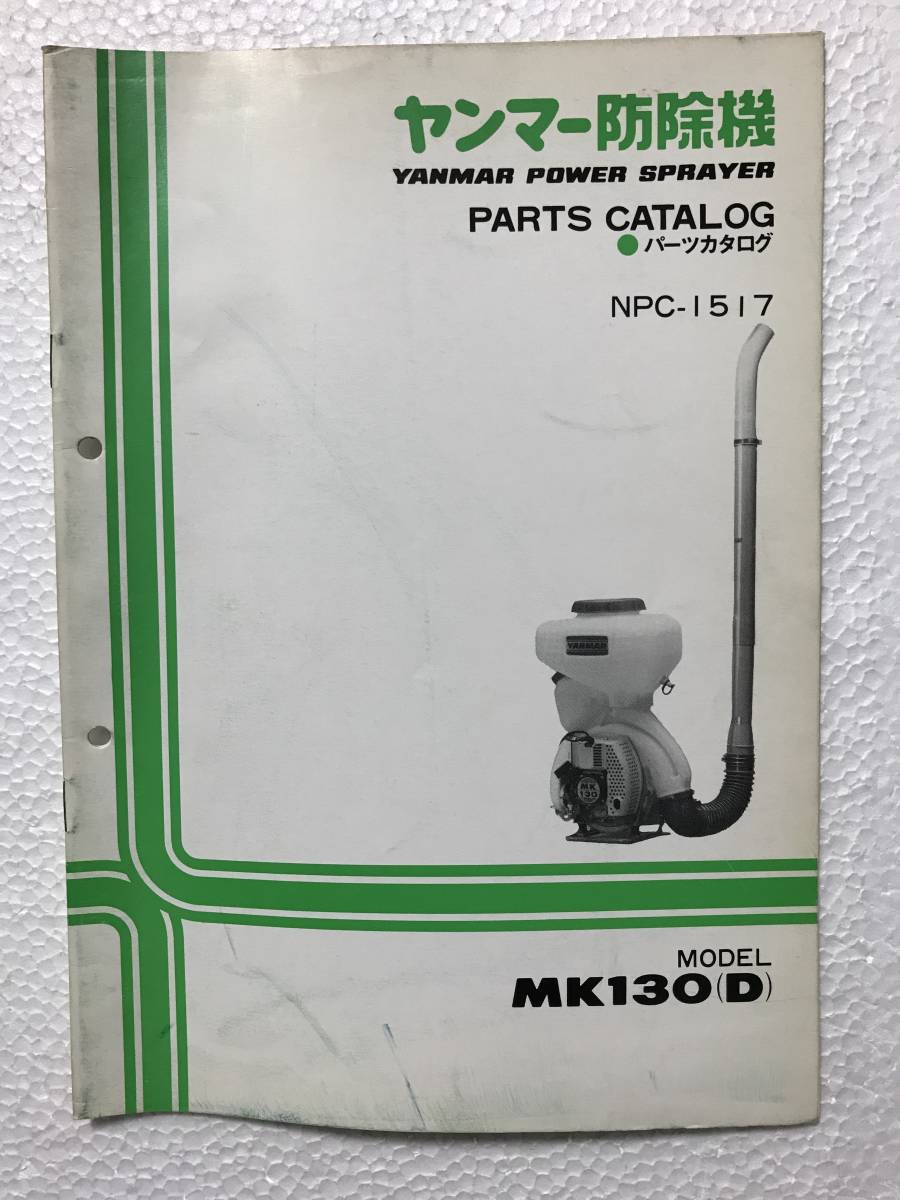 ヤンマー防除機
YANMAR POWER SPRAYER
PARTS CATALOG
●パーツカタログ
NPC-1517
YANMAR
MK
130
MODEL
MK130(D)